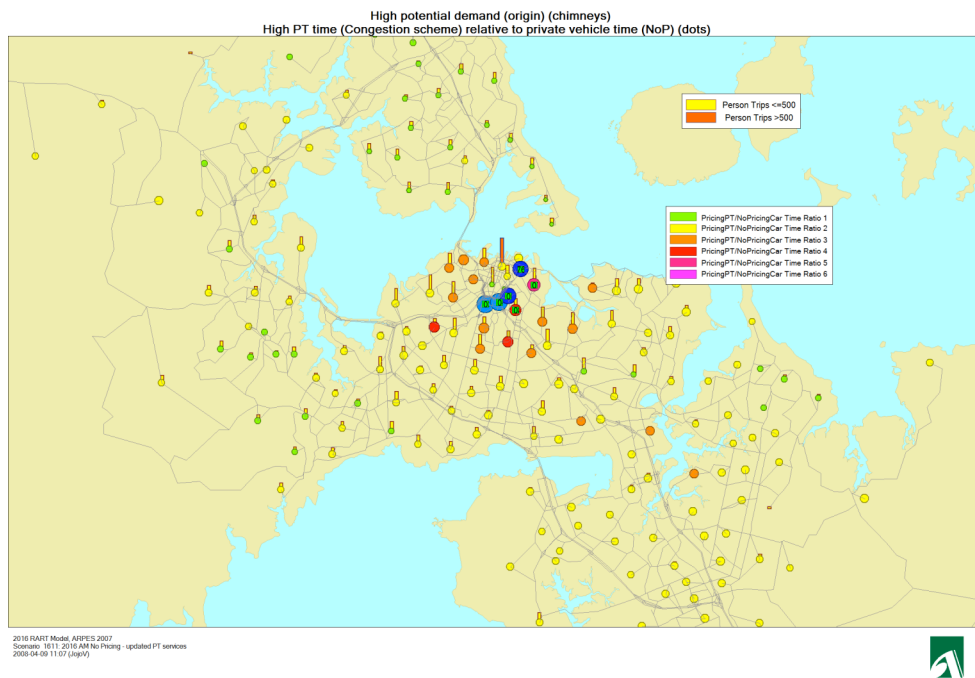 High potential demand (origin) (chimneys)
High PT time (Congestion scheme) relative to private vehicle time (NoP) (dots)
Person Trips <=500
Person Trips >500
PricingPT/NoPricingCar Time Ratio 1
PricingPT/NoPricingCar Time Ratio 2
PricingPT/NoPricingCar Time Ratio 3
PricingPT/NoPricingCar Time Ratio 4
PricingPT/NoPricingCar Time Ratio 5
PricingPT/NoPricingCar Time Ratio 6
2016 RART Model, ARPES 2007
Scenario 1611: 2016 AM No Pricing - updated PT services
2008-04-09 11:07 (JojoV)